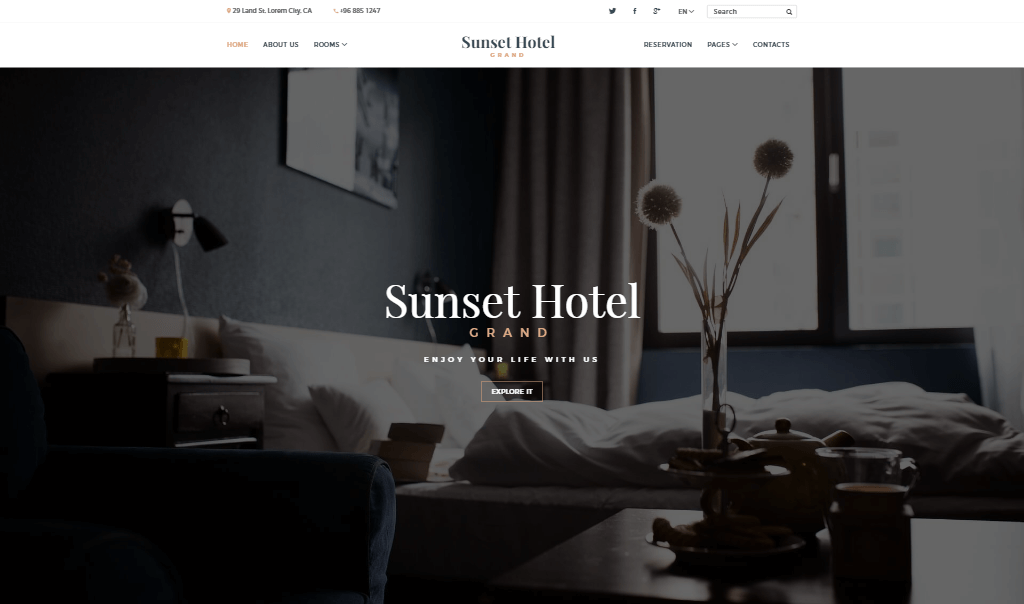 29 Land St, Lorem City, CA
+96 885 1247
EN
Search
HOME
ABOUT US
ROOMS
Sunset Hotel
GRAND
RESERVATION
PAGES
CONTACTS
Sunset Hotel
GRAND
ENJOY YOUR LIFE WITH US
EXPLORE IT